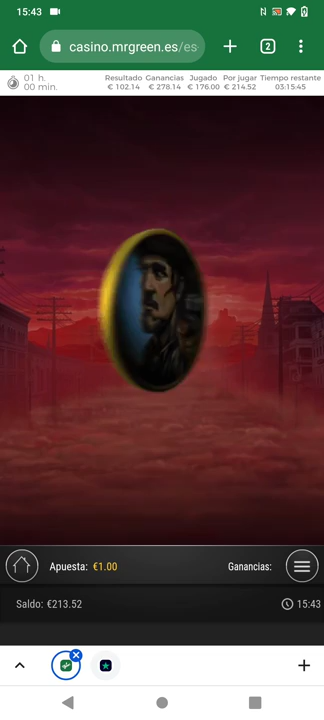 15:43
casino.mrgreen.es/es
2
01 h.
00 min.
Resultado Ganancias Jugado Por jugar Tiempo restante
€ 102.14 € 278.14 € 176.00 € 214.52 03:15:45
Apuesta: €1.00 Ganancias:
Saldo: €213.52 15:43